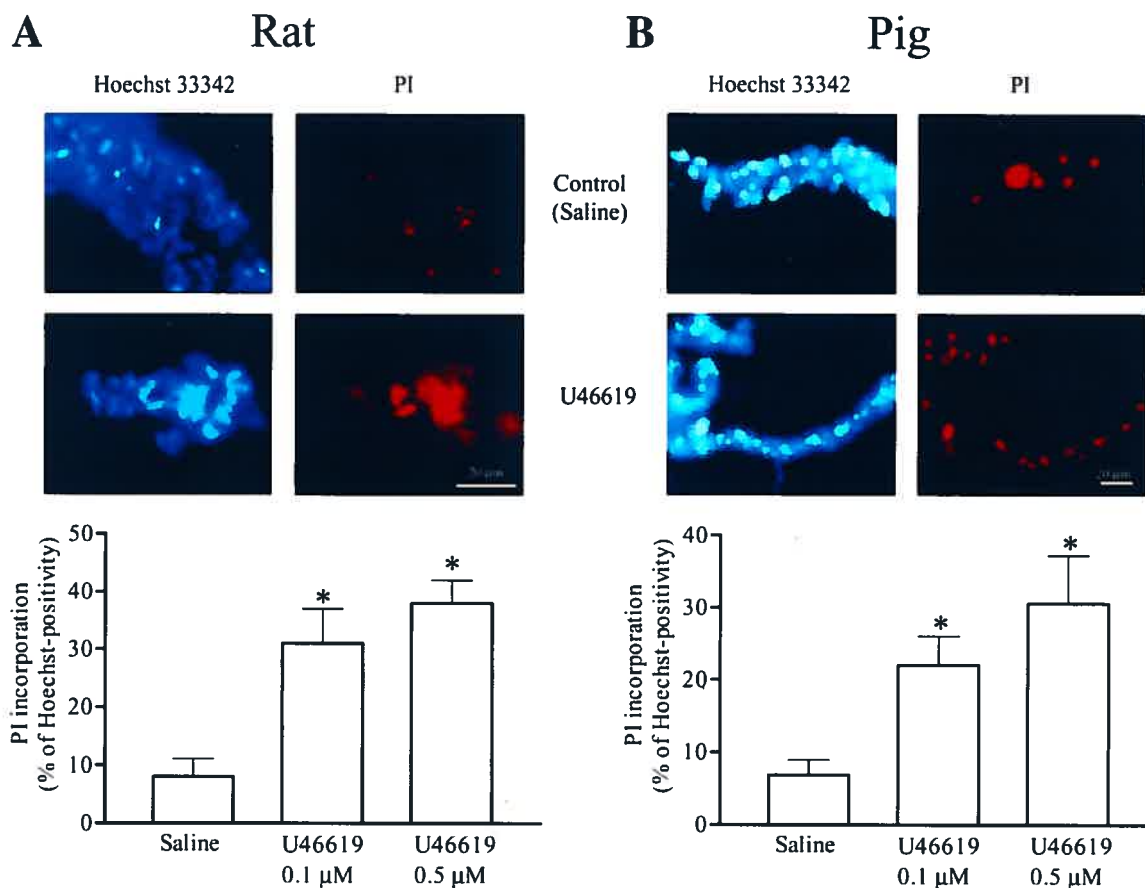 A Rat
Hoechst 33342 PI
B Pig
Hoechst 33342 PI
Control
(Saline)
U46619
20 µm
PI incorporation
(% of Hoechst-positivity)
50
40
30
20
10
0
*
*
Saline
U46619
0.1 µM
U46619
0.5 µM
PI incorporation
(% of Hoechst-positivity)
40
30
20
10
0
*
*
Saline
U46619
0.1 µM
U46619
0.5 µM